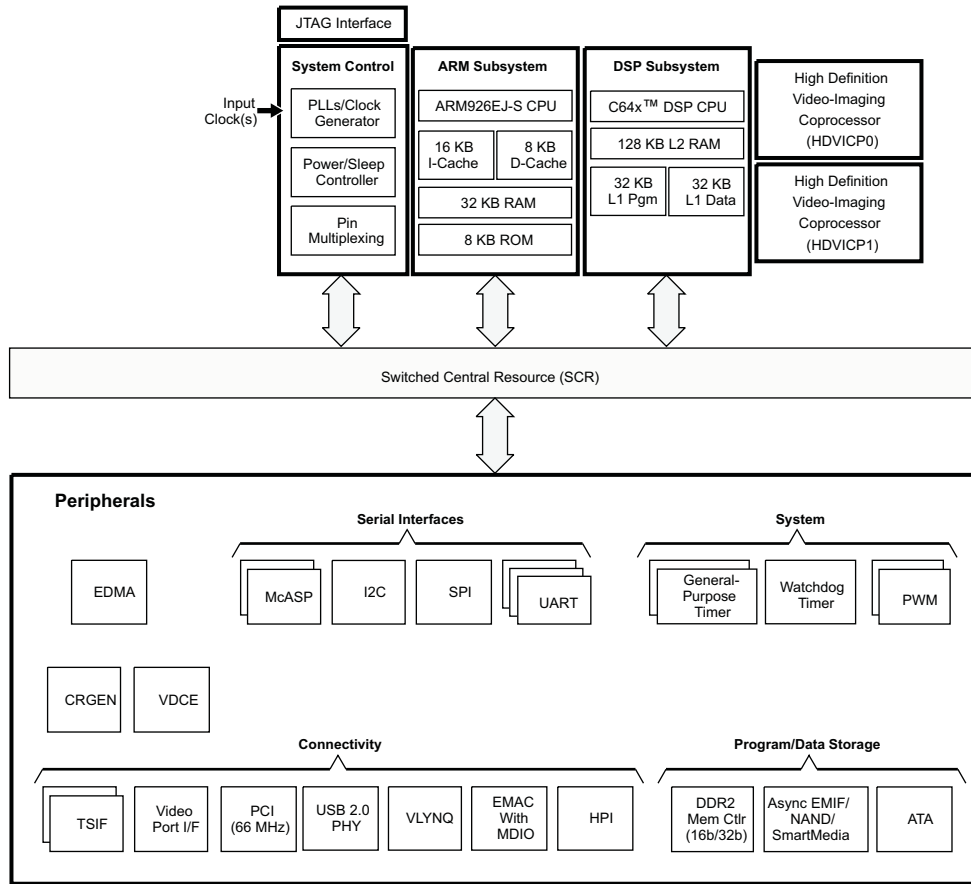 JTAG Interface
System Control
Input
Clock(s)
PLLs/Clock
Generator
Power/Sleep
Controller
Pin
Multiplexing
ARM Subsystem
ARM926EJ-S CPU
16 KB
I-Cache
8 KB
D-Cache
32 KB RAM
8 KB ROM
DSP Subsystem
C64x™ DSP CPU
128 KB L2 RAM
32 KB
L1 Pgm
32 KB
L1 Data
High Definition
Video-Imaging
Coprocessor
(HDVICP0)
High Definition
Video-Imaging
Coprocessor
(HDVICP1)
Switched Central Resource (SCR)
Peripherals
EDMA
Serial Interfaces
McASP
I2C
SPI
UART
System
General-
Purpose
Timer
Watchdog
Timer
PWM
CRGEN
VDCE
Connectivity
TSIF
Video
Port I/F
PCI
(66 MHz)
USB 2.0
PHY
VLYNQ
EMAC
With
MDIO
HPI
Program/Data Storage
DDR2
Mem Ctlr
(16b/32b)
Async EMIF/
NAND/
SmartMedia
ATA